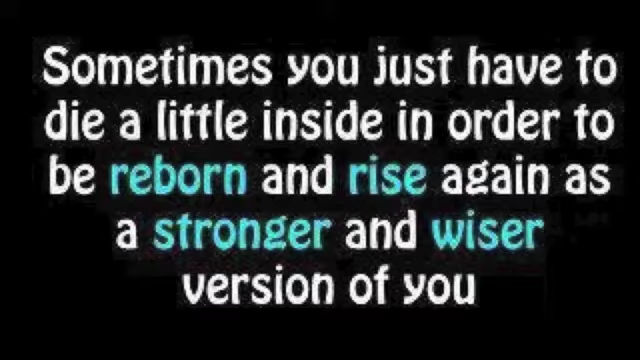 Sometimes you just have to
die a little inside in order to
be reborn and rise again as
a stronger and wiser
version of you